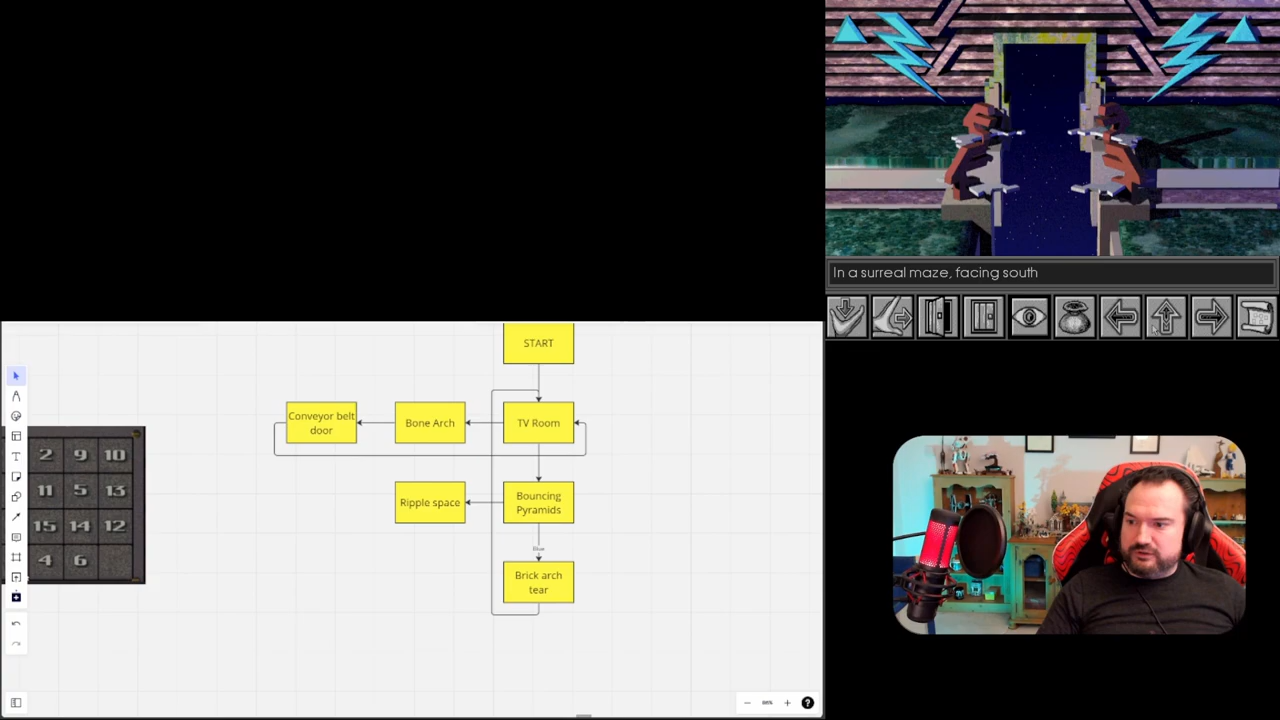 In a surreal maze, facing south
START
Conveyor belt
door
Bone Arch
TV Room
2 9 10
11 5 13
15 14 12
4 6
Ripple space
Bouncing
Pyramids
Blue
Brick arch
tear